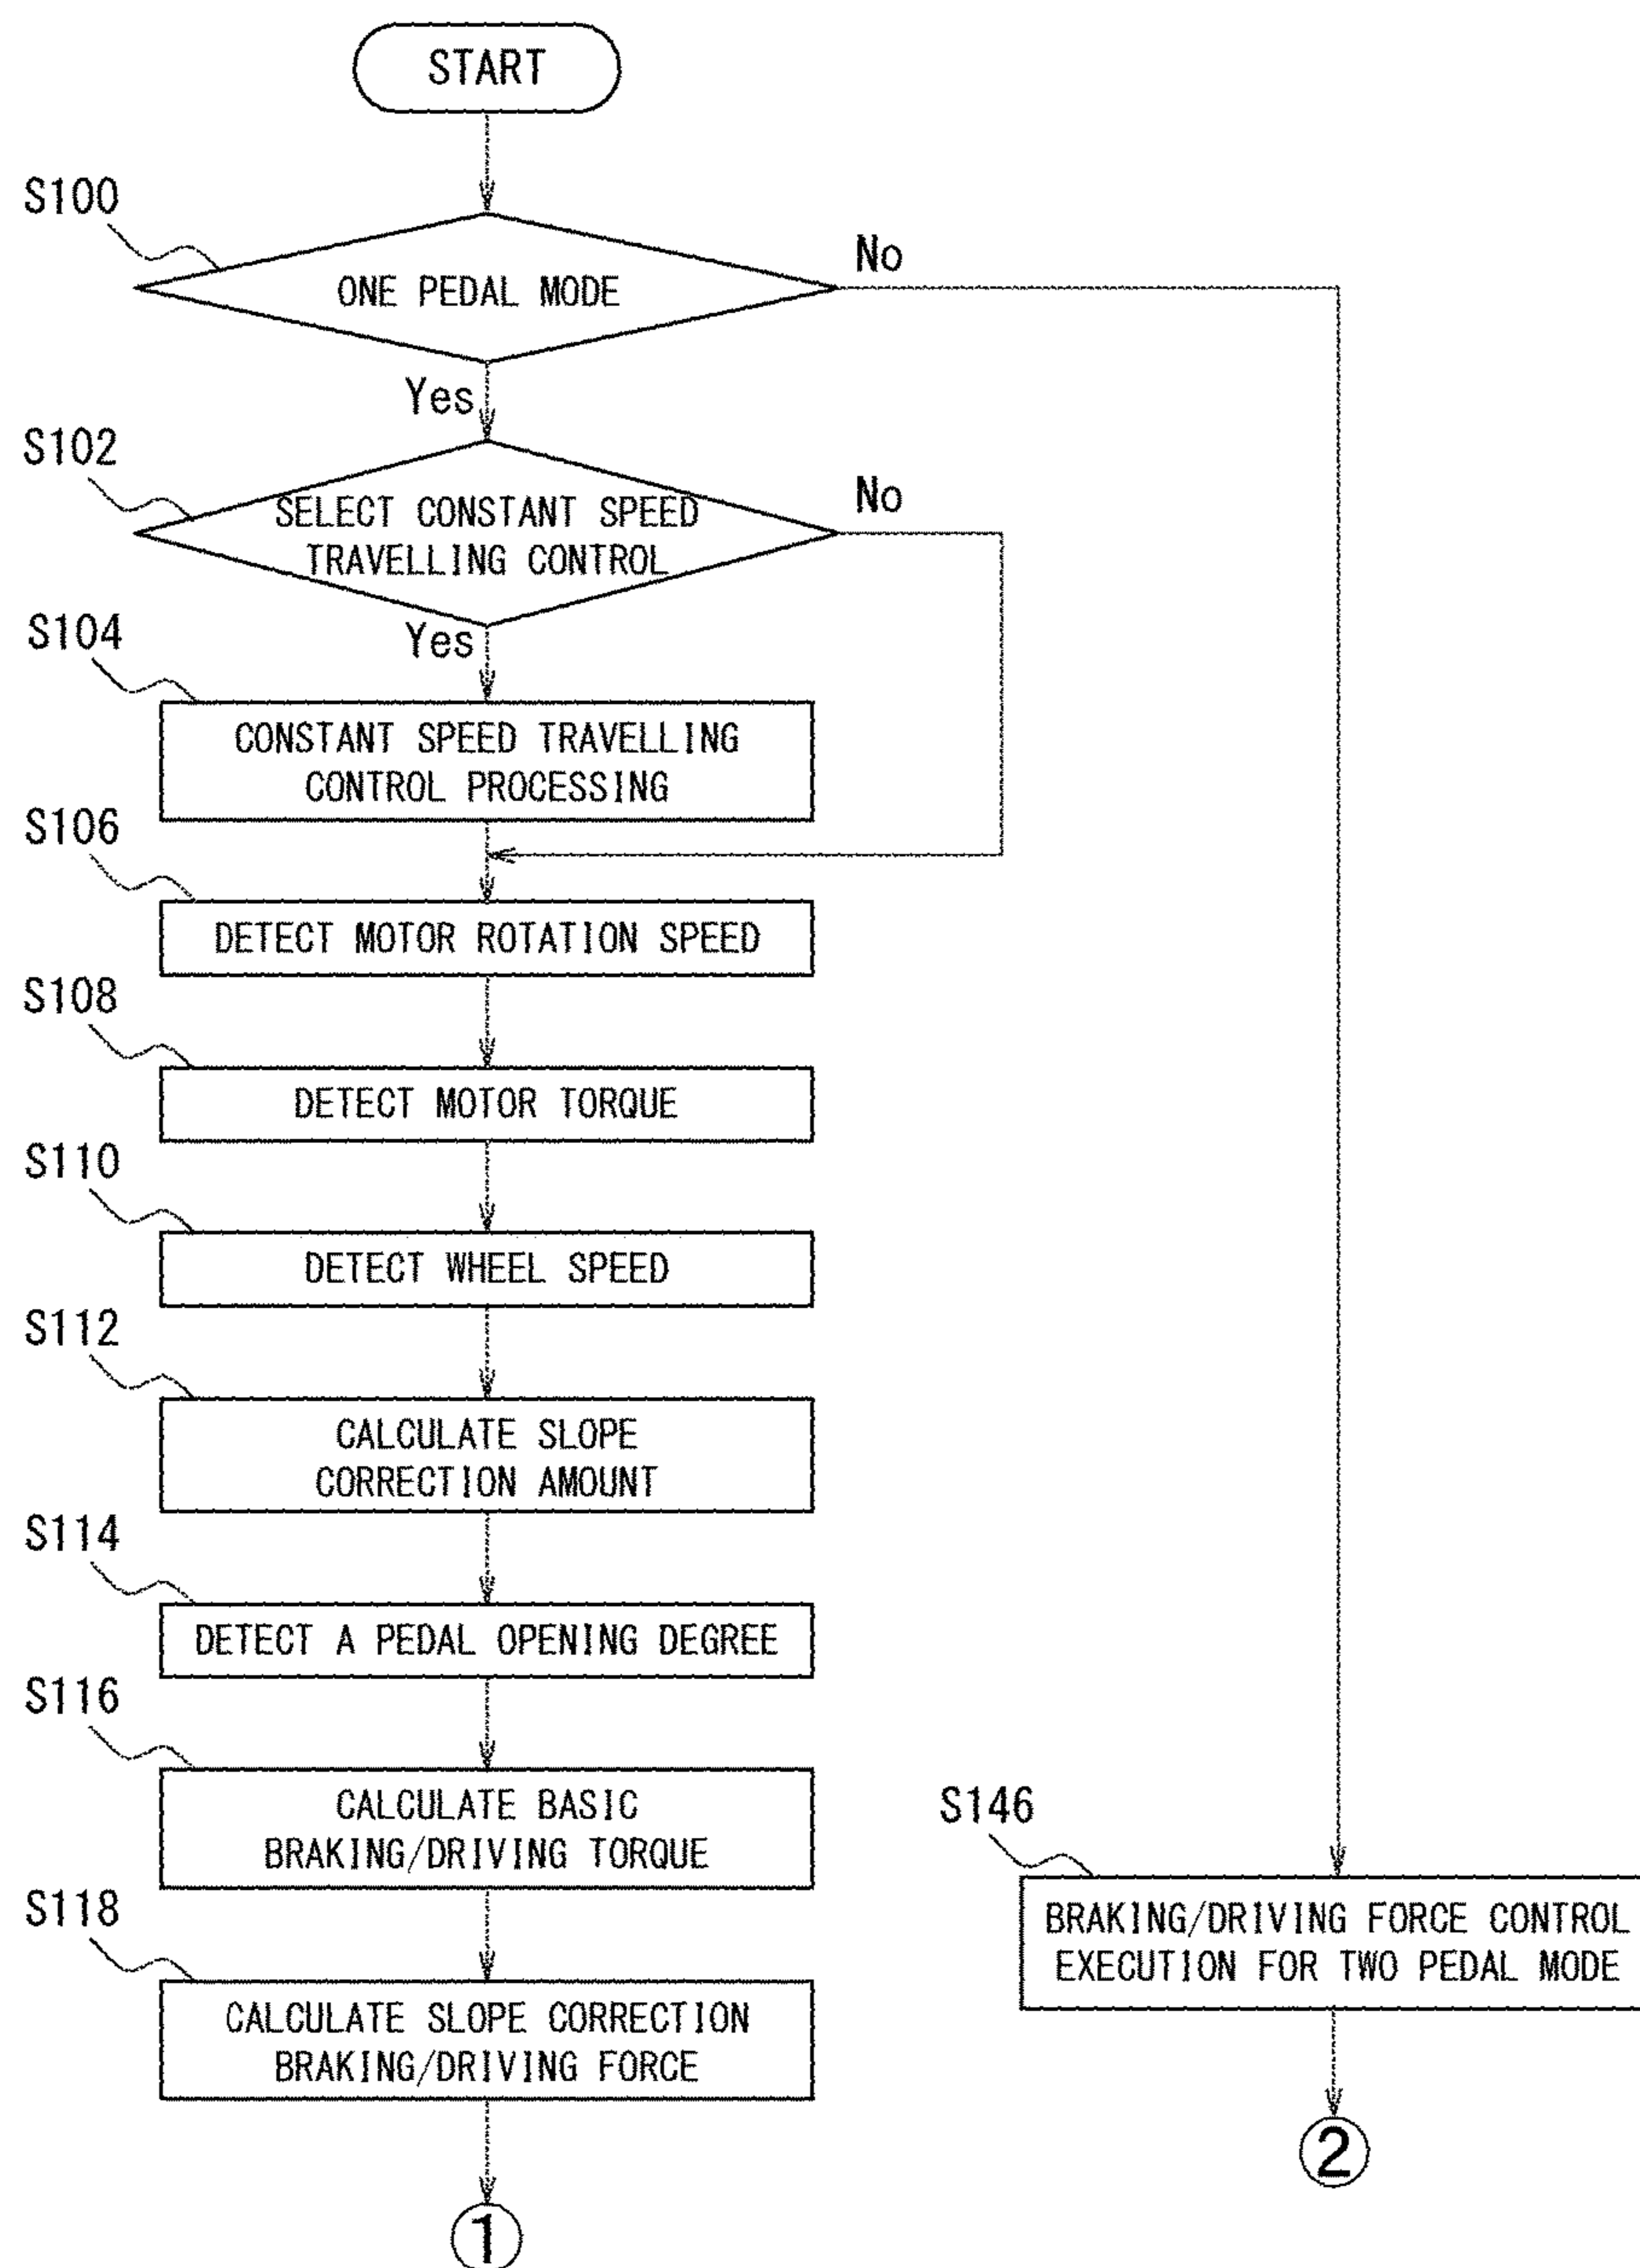 START
S100
ONE PEDAL MODE
No
Yes
S102
SELECT CONSTANT SPEED
TRAVELLING CONTROL
No
Yes
S104
CONSTANT SPEED TRAVELLING
CONTROL PROCESSING
S106
DETECT MOTOR ROTATION SPEED
S108
DETECT MOTOR TORQUE
S110
DETECT WHEEL SPEED
S112
CALCULATE SLOPE
CORRECTION AMOUNT
S114
DETECT A PEDAL OPENING DEGREE
S116
CALCULATE BASIC
BRAKING/DRIVING TORQUE
S118
CALCULATE SLOPE CORRECTION
BRAKING/DRIVING FORCE
1
S146
BRAKING/DRIVING FORCE CONTROL
EXECUTION FOR TWO PEDAL MODE
2